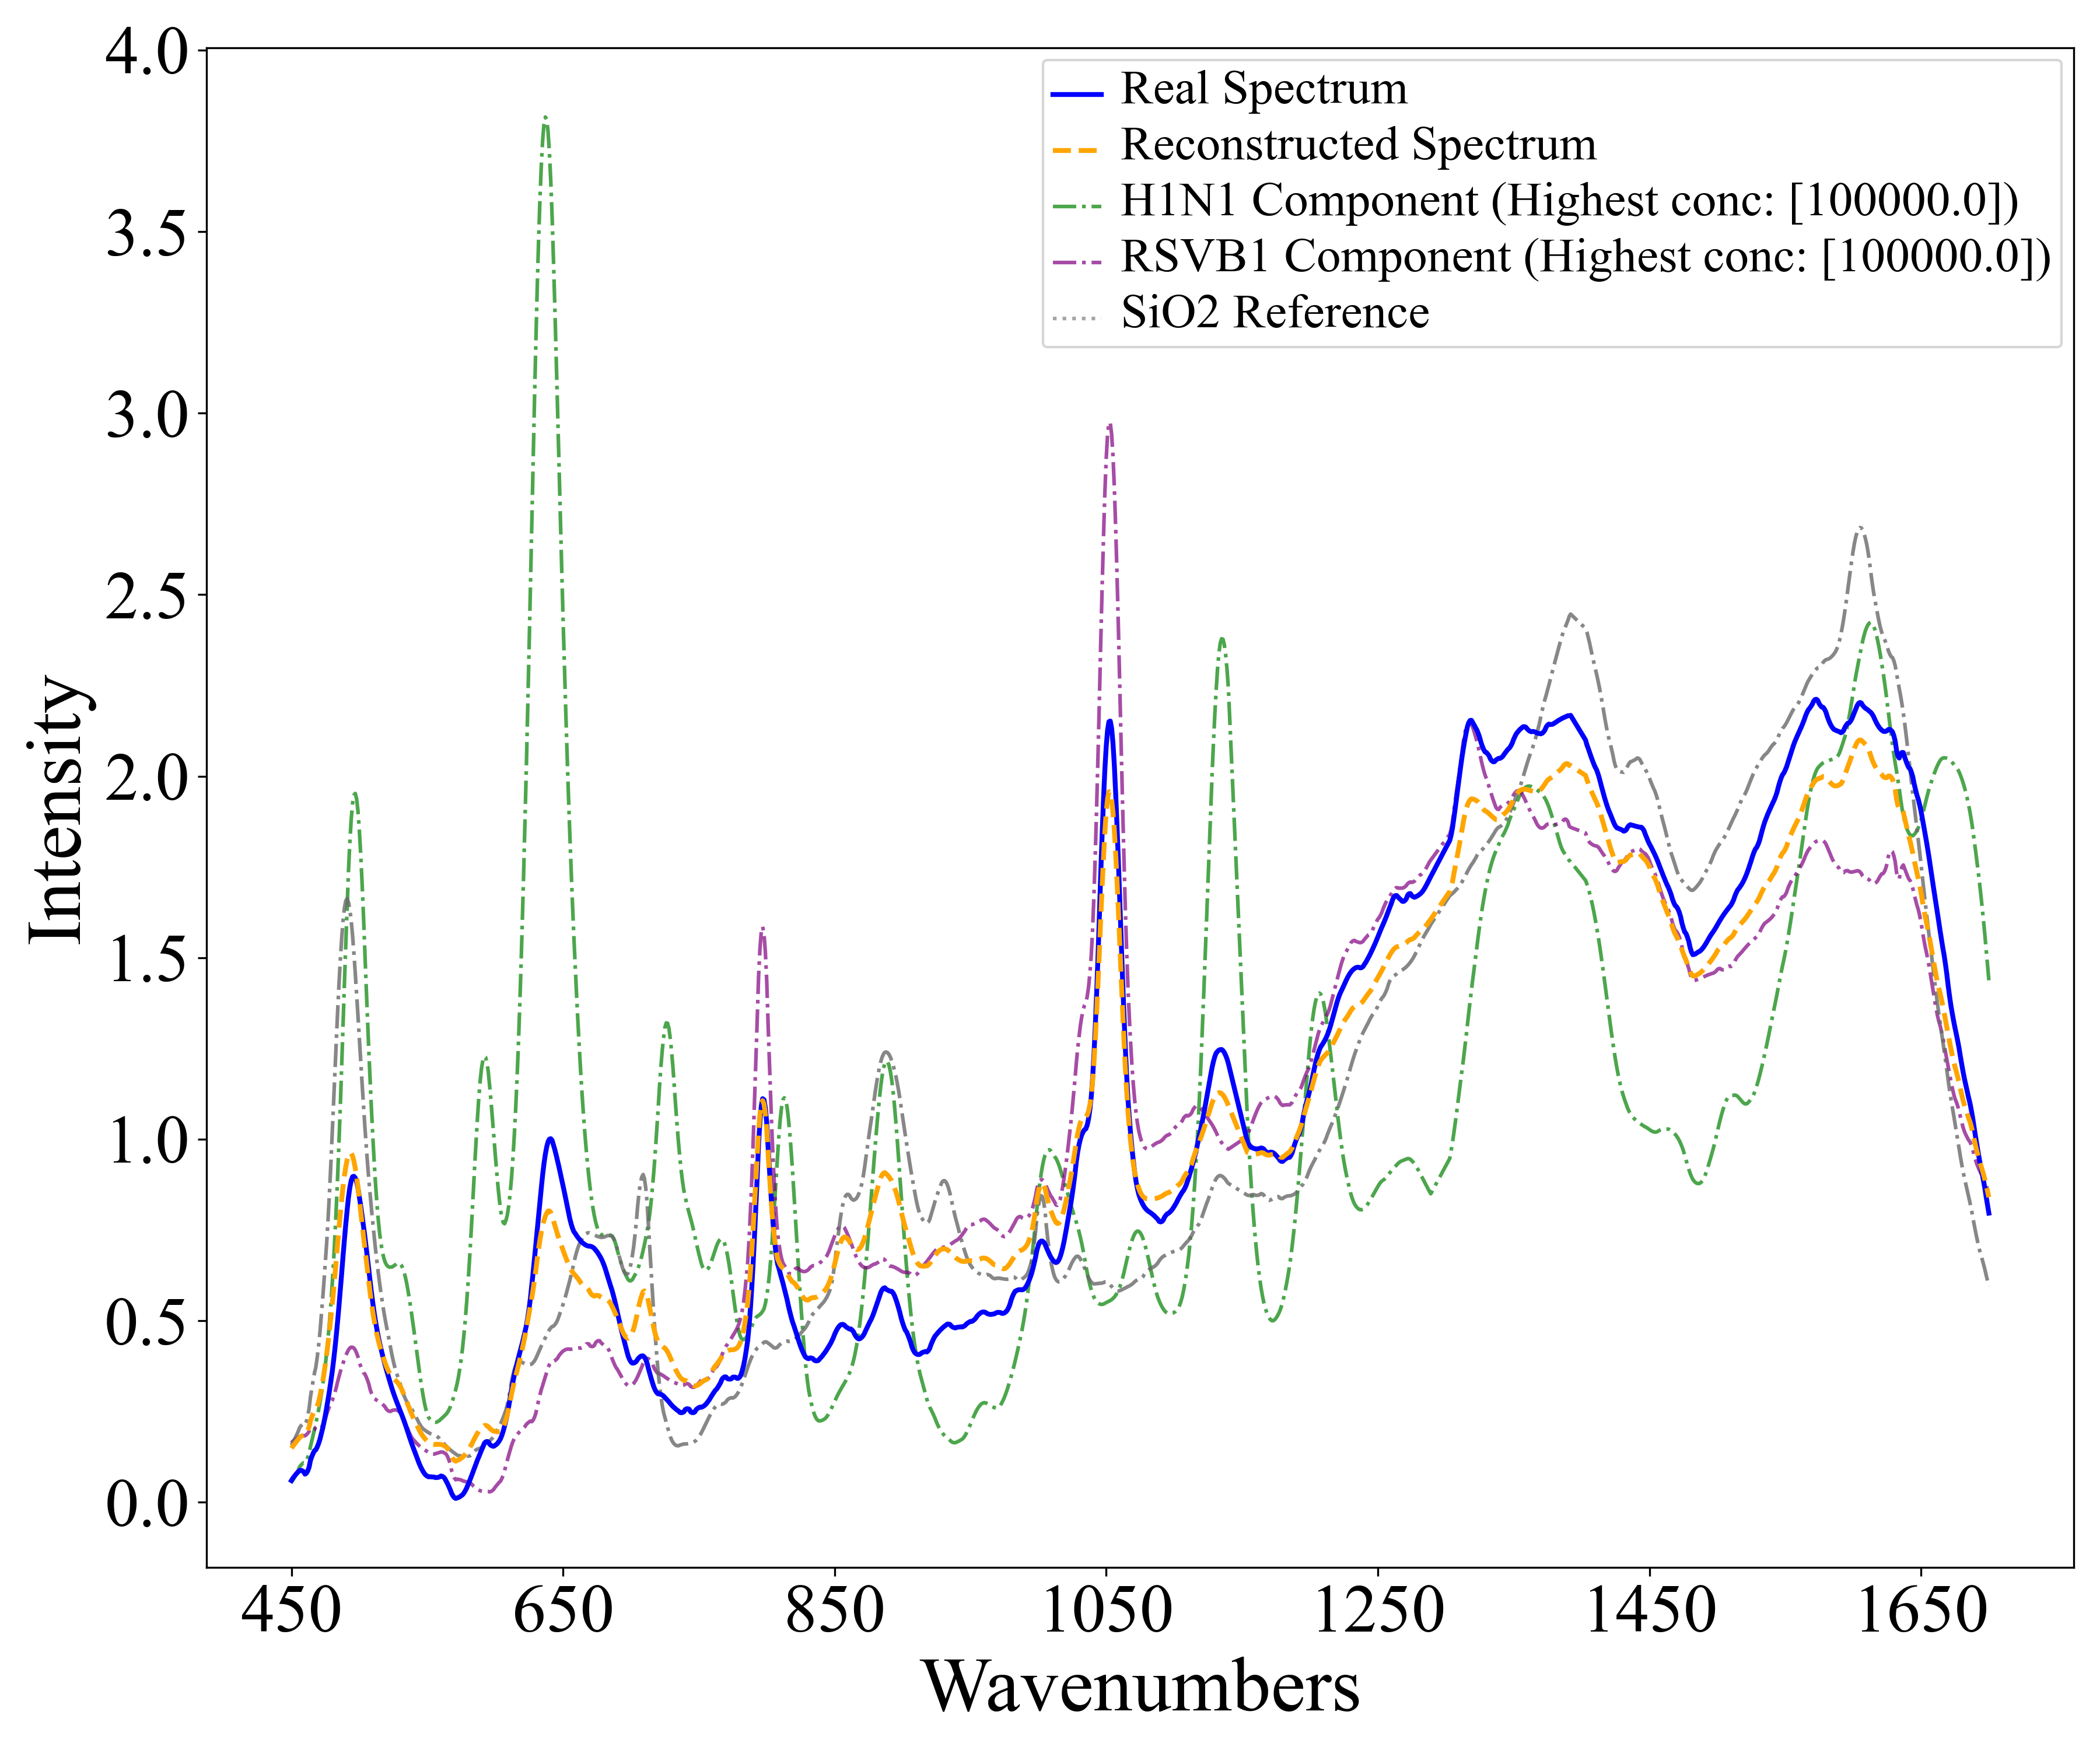 4.0
3.5
3.0
2.5
2.0
1.5
1.0
0.5
0.0
Intensity
Real Spectrum
Reconstructed Spectrum
H1N1 Component (Highest conc: [100000.0])
RSVB1 Component (Highest conc: [100000.0])
SiO2 Reference
450 650 850 1050 1250 1450 1650
Wavenumbers